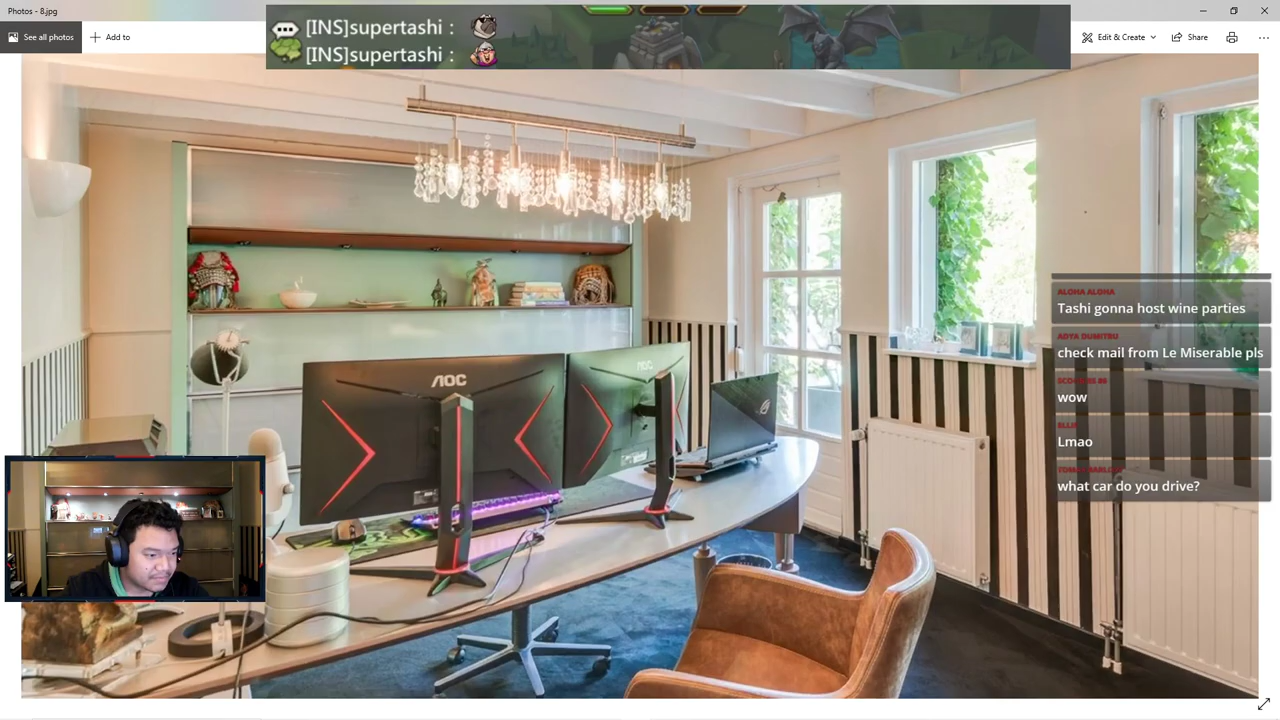 Photos - 8.jpg
See all photos
Add to
[INS]supertashi :
[INS]supertashi :
Edit & Create
Share
AOC
AOC
ALOHA ALOHA
Tashi gonna host wine parties
ADYA DUMITRU
check mail from Le Miserable pls
wow
Lmao
what car do you drive?